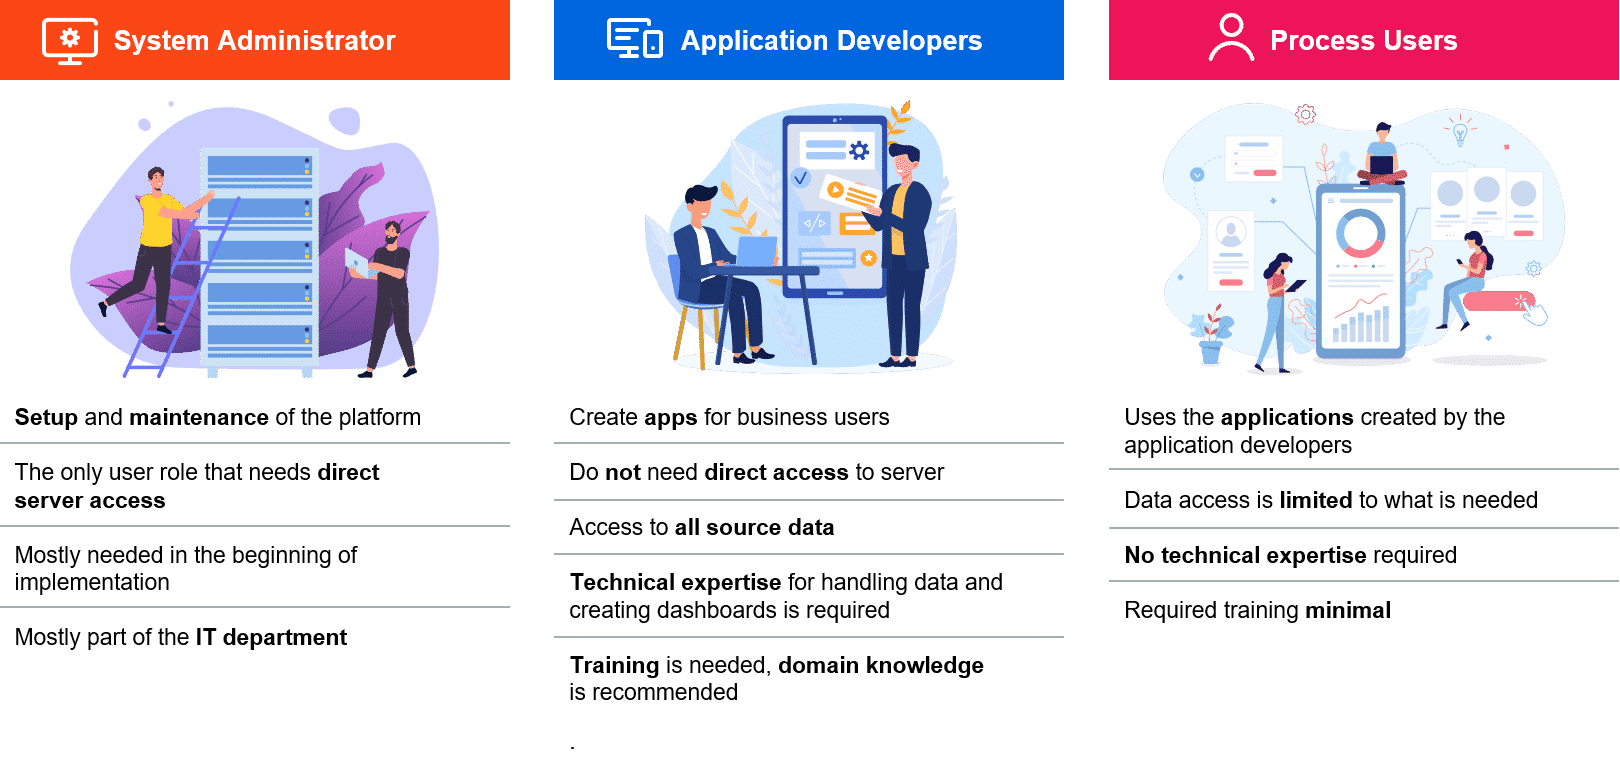 System Administrator
Setup and maintenance of the platform
The only user role that needs direct
server access
Mostly needed in the beginning of
implementation
Mostly part of the IT department
Application Developers
</>
Create apps for business users
Do not need direct access to server
Access to all source data
Technical expertise for handling data and
creating dashboards is required
Training is needed, domain knowledge
is recommended
.
Process Users
Uses the applications created by the
application developers
Data access is limited to what is needed
No technical expertise required
Required training minimal